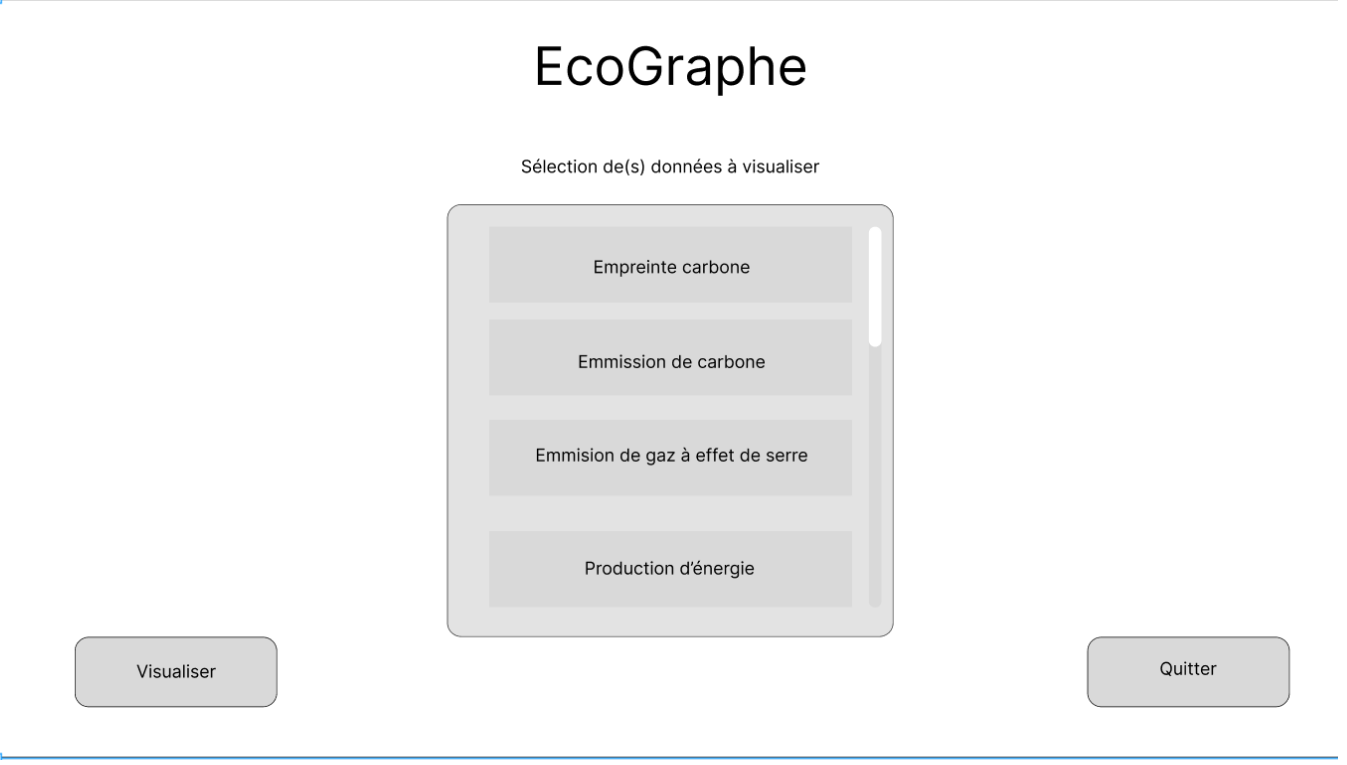 EcoGraphe
Sélection de(s) données à visualiser
Empreinte carbone
Emmission de carbone
Emmision de gaz à effet de serre
Production d’énergie
Visualiser
Quitter